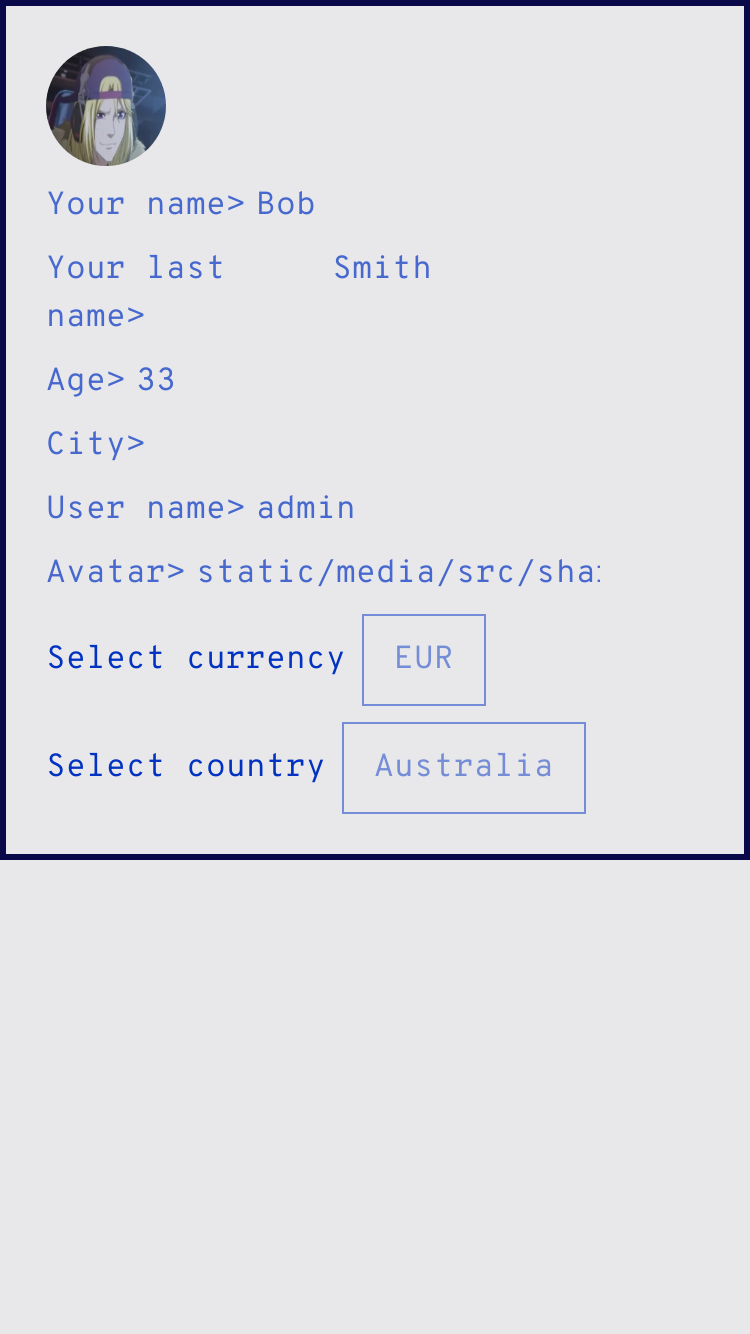 Your name> Bob
Your last Smith
name>
Age> 33
City>
User name> admin
Avatar> static/media/src/sha
Select currency EUR
Select country Australia